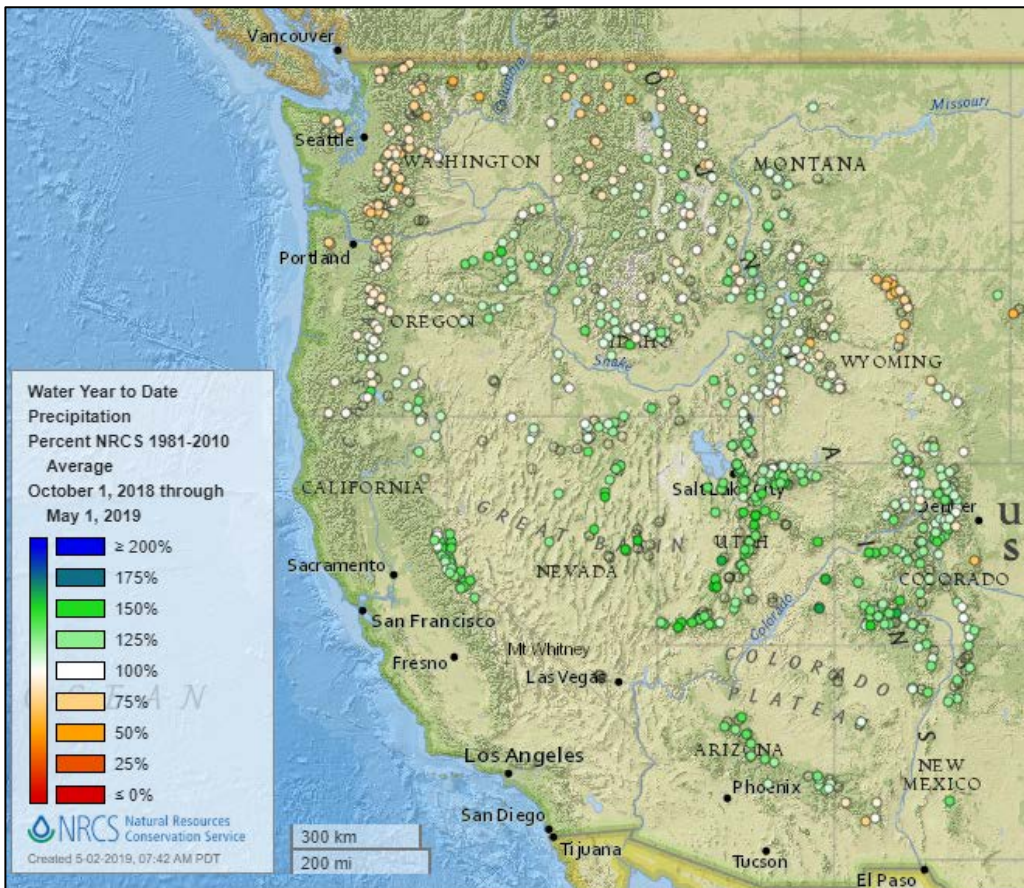 Vancouver
Columbia
Missouri
Seattle
WASHINGTON
MONTANA
Portland
OREGON
IDAHO
Snake
WYOMING
Water Year to Date
Precipitation
Percent NRCS 1981-2010
Average
October 1, 2018 through
May 1, 2019
≥ 200%
175%
150%
125%
100%
75%
50%
25%
≤ 0%
NRCS Natural Resources
Conservation Service
Created 5-02-2019, 07:42 AM PDT
CALIFORNIA
Salt Lake City
GREAT BASIN
Denver
U
S
UTAH
NEVADA
Sacramento
COLORADO
San Francisco
Colorado
Mt Whitney
Fresno
Las Vegas
COLORADO
PLATEAU
Los Angeles
ARIZONA
NEW
MEXICO
Phoenix
San Diego
300 km
200 mi
Tijuana
Tucson
El Paso